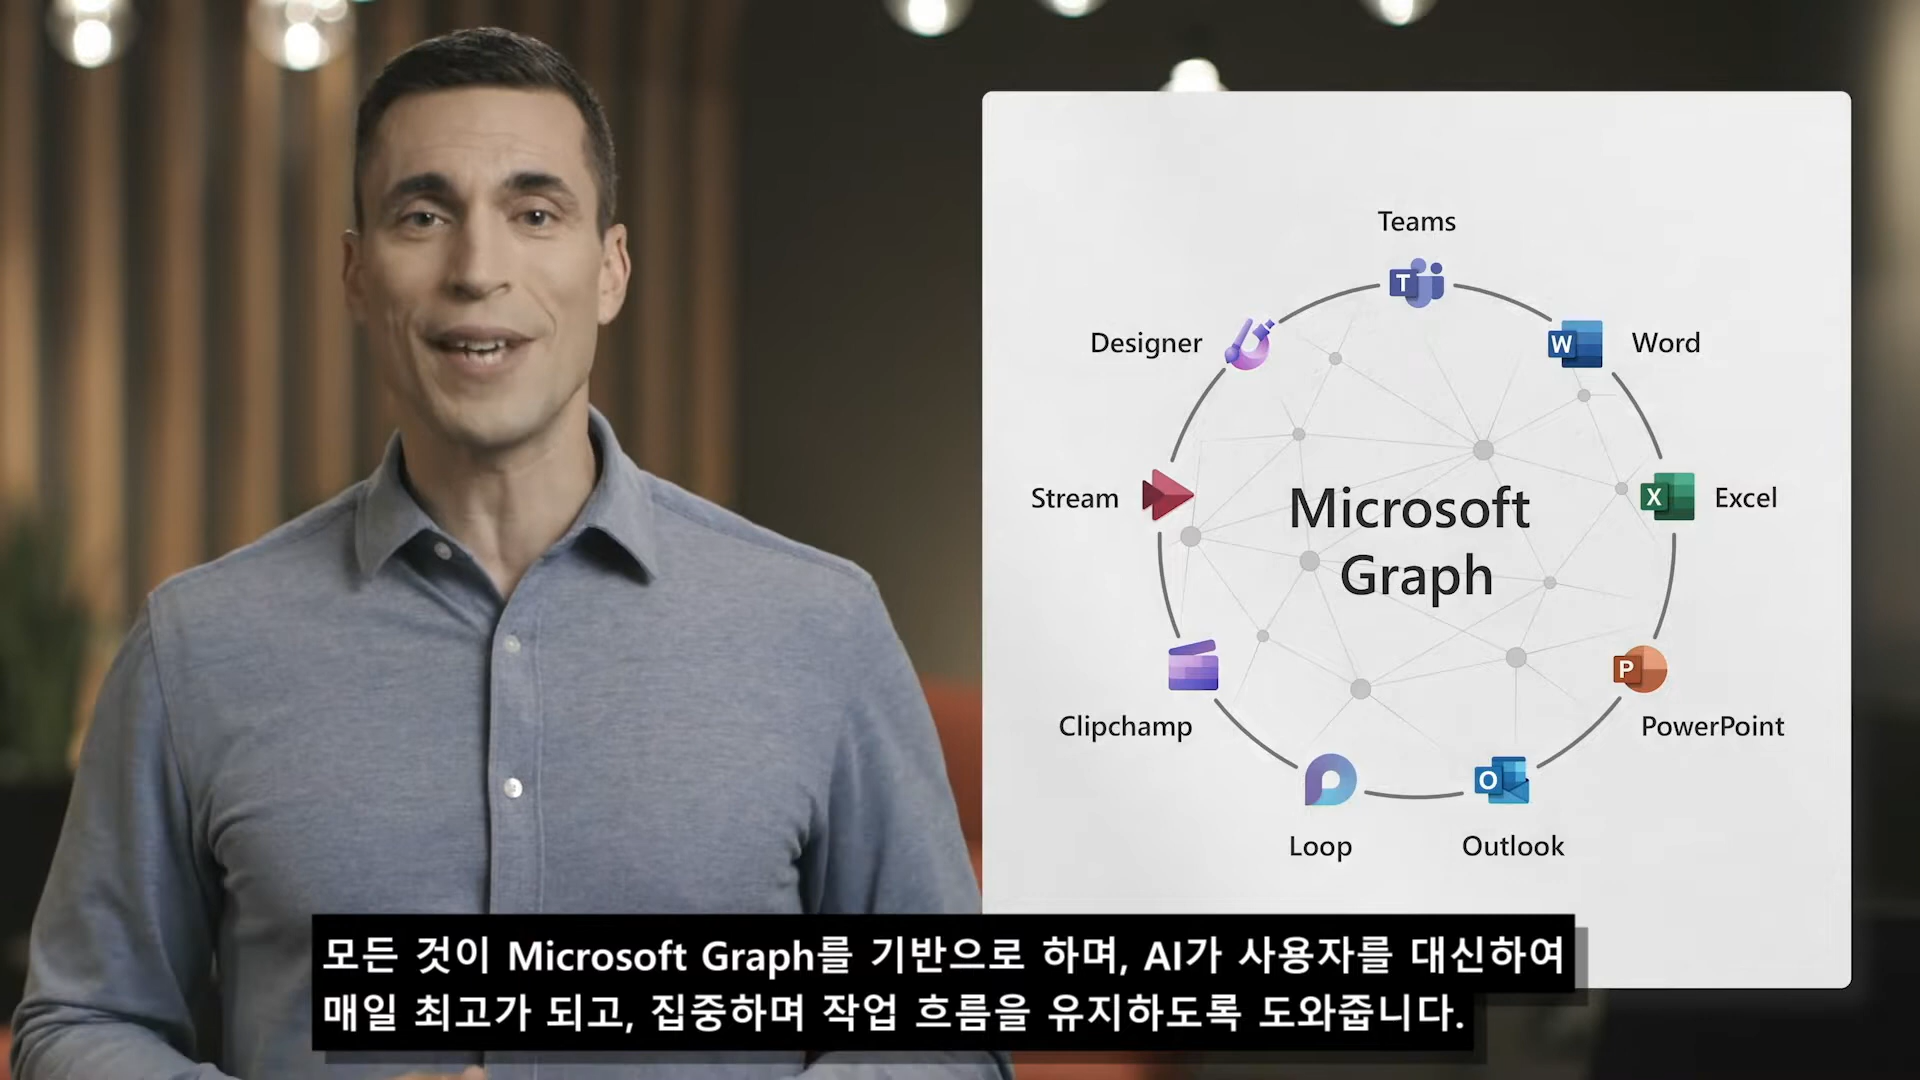 Teams
Designer
Word
Stream
Excel
Microsoft
Graph
Clipchamp
PowerPoint
Loop
Outlook
T
W
X
P
O
모든 것이 Microsoft Graph를 기반으로 하며, AI가 사용자를 대신하여
매일 최고가 되고, 집중하며 작업 흐름을 유지하도록 도와줍니다.